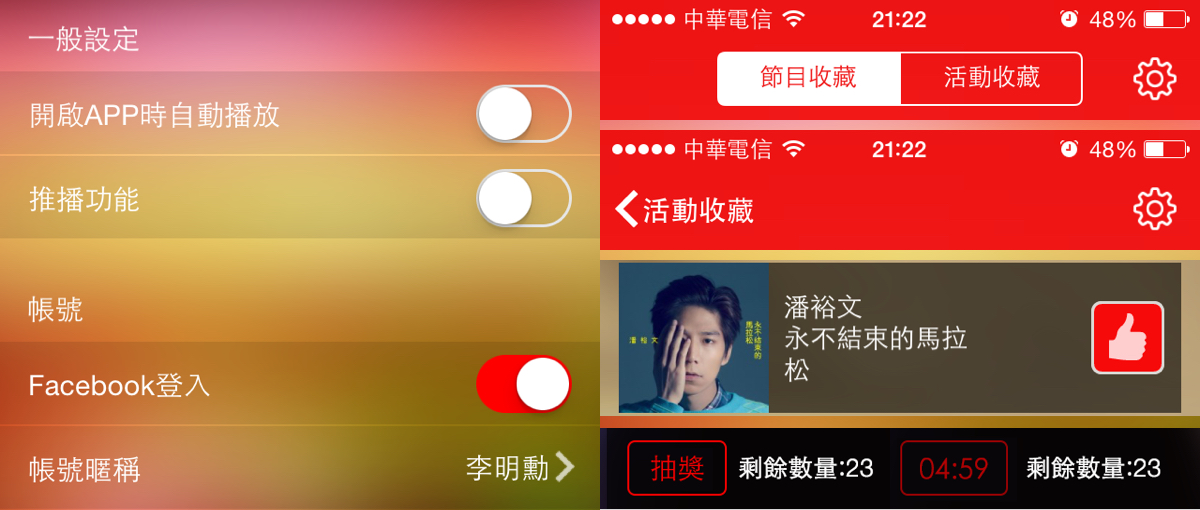 一般設定
開啟APP時自動播放
推播功能
帳號
Facebook登入
帳號暱稱 李明勳
中華電信 21:22 48%
節目收藏 活動收藏
中華電信 21:22 48%
活動收藏
潘裕文
永不結束的
馬拉松
潘裕文
永不結束的馬拉
松
抽獎 剩餘數量:23 04:59 剩餘數量:23